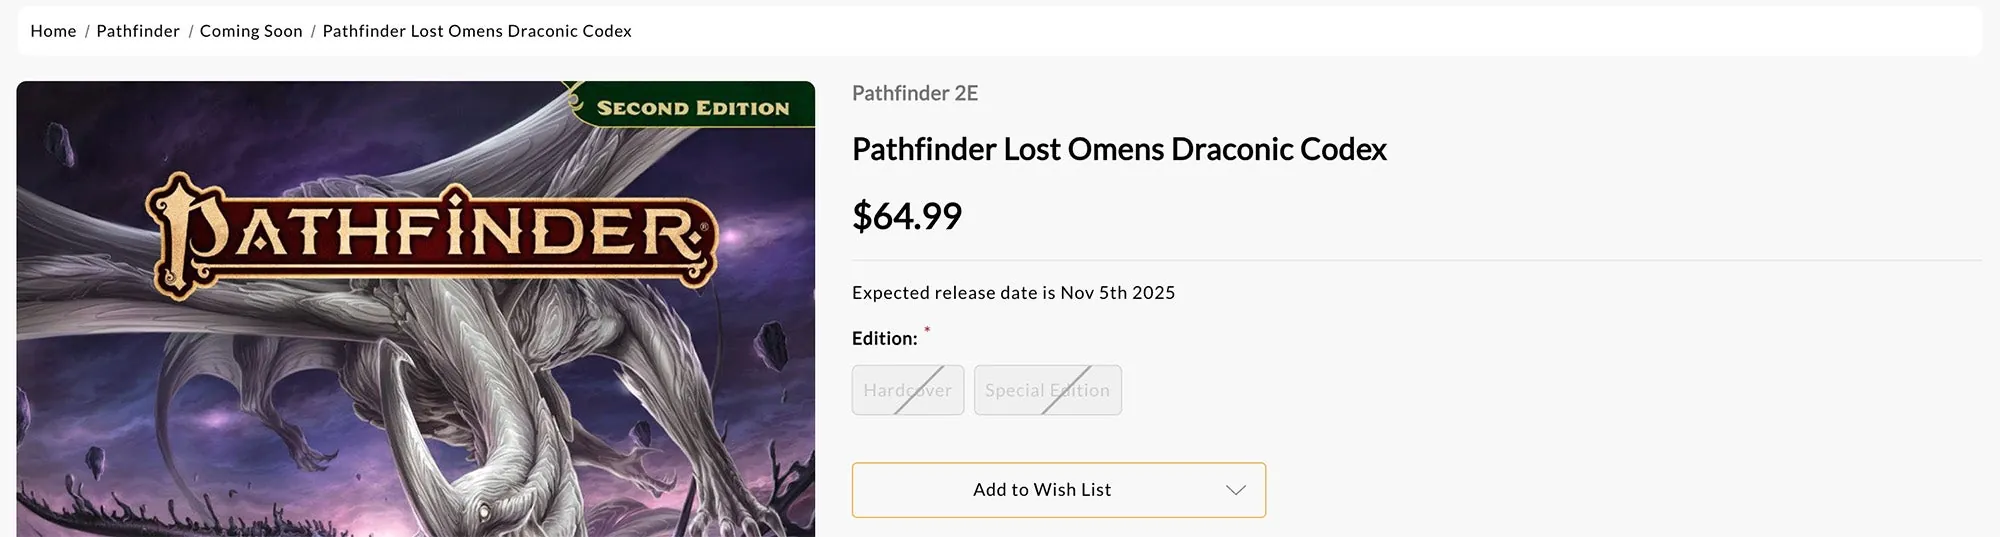 Home / Pathfinder / Coming Soon / Pathfinder Lost Omens Draconic Codex
SECOND EDITION
PATHFINDER®
Pathfinder 2E
Pathfinder Lost Omens Draconic Codex
$64.99
Expected release date is Nov 5th 2025
Edition: *
Hardcover Special Edition
Add to Wish List